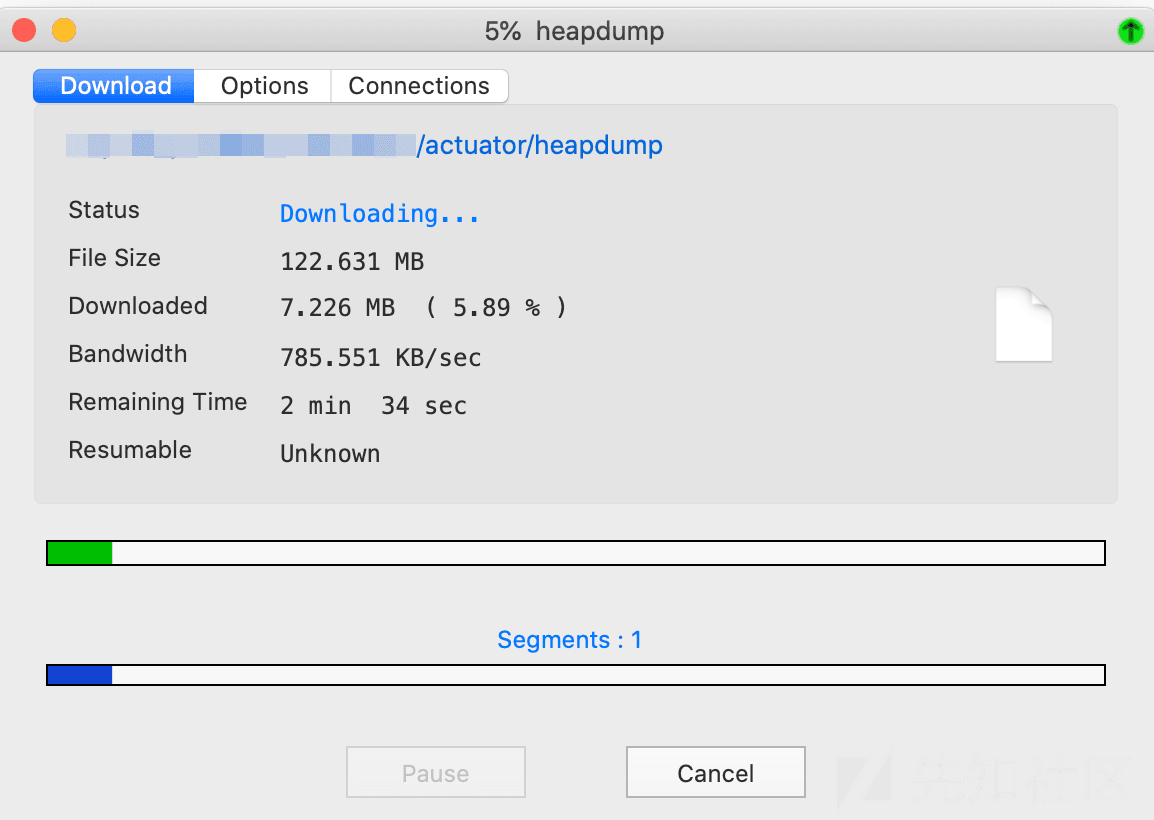 5% heapdump
Download Options Connections
/actuator/heapdump
Status Downloading...
File Size 122.631 MB
Downloaded 7.226 MB ( 5.89 % )
Bandwidth 785.551 KB/sec
Remaining Time 2 min 34 sec
Resumable Unknown
Segments : 1
Pause Cancel
先知社区